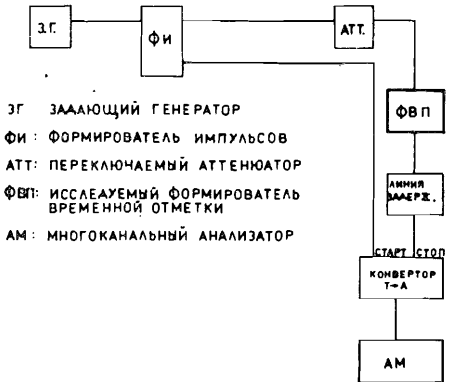 З.Г.
ФИ
АТТ.
ФВП
ЛИНИЯ
ЗАДЕРЖ.
СТАРТ СТОП
КОНВЕРТОР
Т→А
АМ
ЗГ ЗАДАЮЩИЙ ГЕНЕРАТОР
ФИ: ФОРМИРОВАТЕЛЬ ИМПУЛЬСОВ
АТТ: ПЕРЕКЛЮЧАЕМЫЙ АТТЕНЮАТОР
ФВП: ИССЛЕДУЕМЫЙ ФОРМИРОВАТЕЛЬ
ВРЕМЕННОЙ ОТМЕТКИ
АМ: МНОГОКАНАЛЬНЫЙ АНАЛИЗАТОР